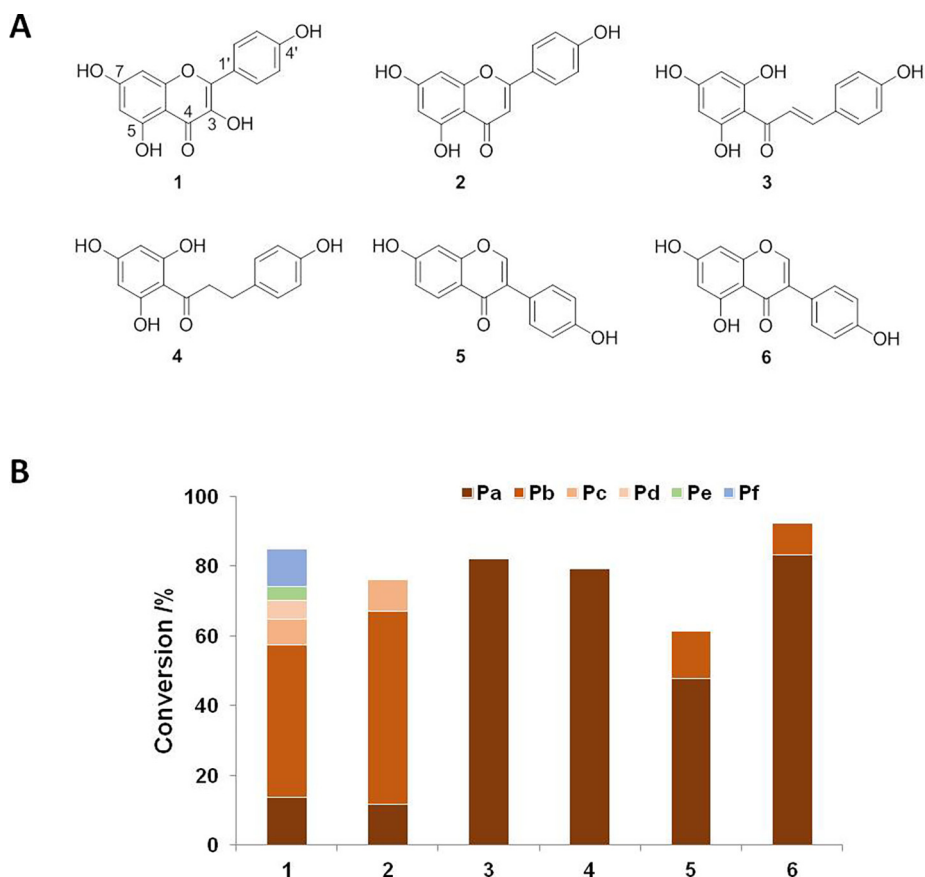 A
OH
4'
1'
HO
7
O
4
3
5
OH
OH
O
1
OH
HO
O
OH
O
2
HO
OH
OH
OH
O
3
HO
OH
OH
OH
O
4
HO
O
O
OH
5
HO
O
OH
O
OH
6
B
Pa Pb Pc Pd Pe Pf
Conversion /%
100
80
60
40
20
0
1 2 3 4 5 6